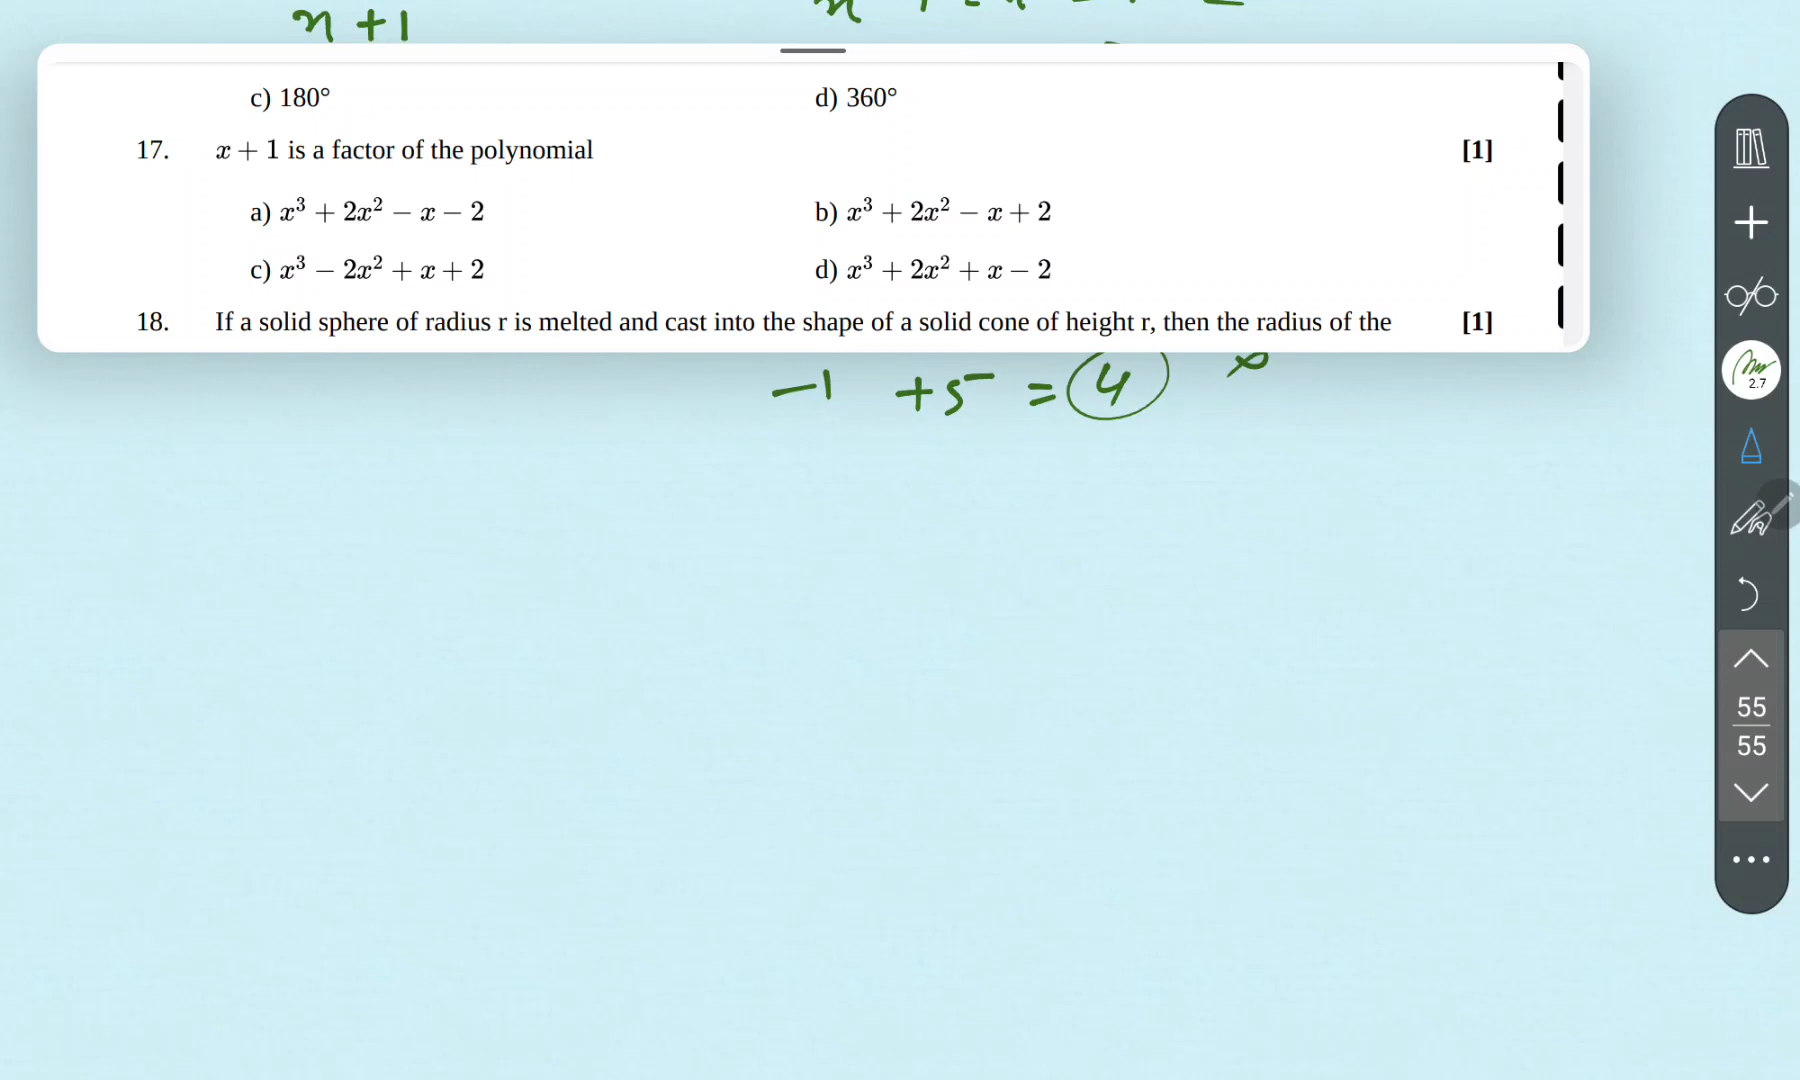 x + 1
c) 180° d) 360°
17. x + 1 is a factor of the polynomial [1]
a) x³ + 2x² − x − 2 b) x³ + 2x² − x + 2
c) x³ − 2x² + x + 2 d) x³ + 2x² + x − 2
18. If a solid sphere of radius r is melted and cast into the shape of a solid cone of height r, then the radius of the [1]
−1 + 5 = 4
2.7
55
55